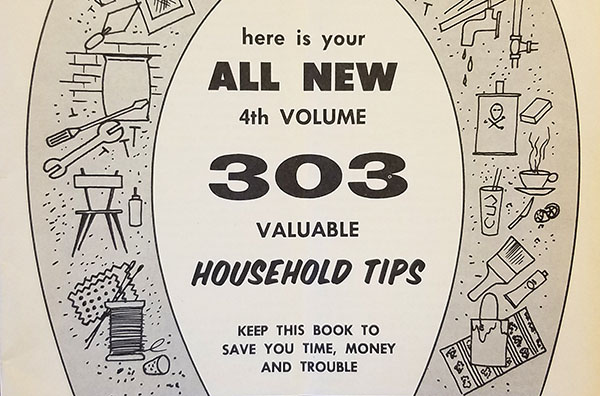 here is your
ALL NEW
4th VOLUME
303
VALUABLE
HOUSEHOLD TIPS
KEEP THIS BOOK TO
SAVE YOU TIME, MONEY
AND TROUBLE